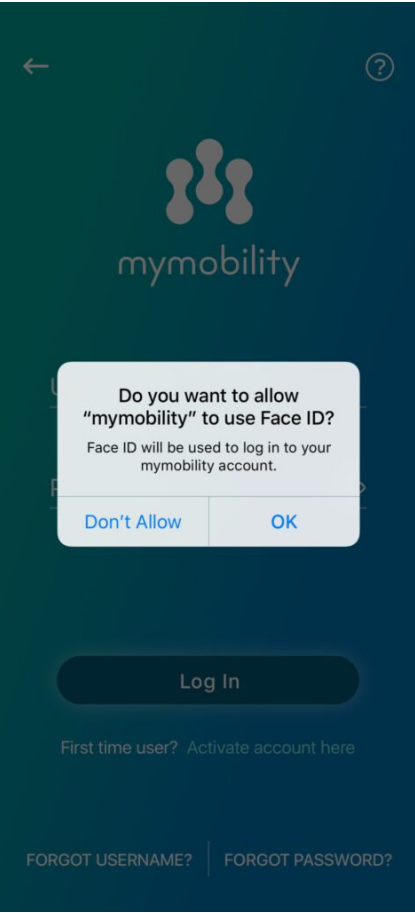 ?
mymobility
Do you want to allow
“mymobility” to use Face ID?
Face ID will be used to log in to your
mymobility account.
Don’t Allow
OK
Log In
First time user? Activate account here
FORGOT USERNAME?
FORGOT PASSWORD?